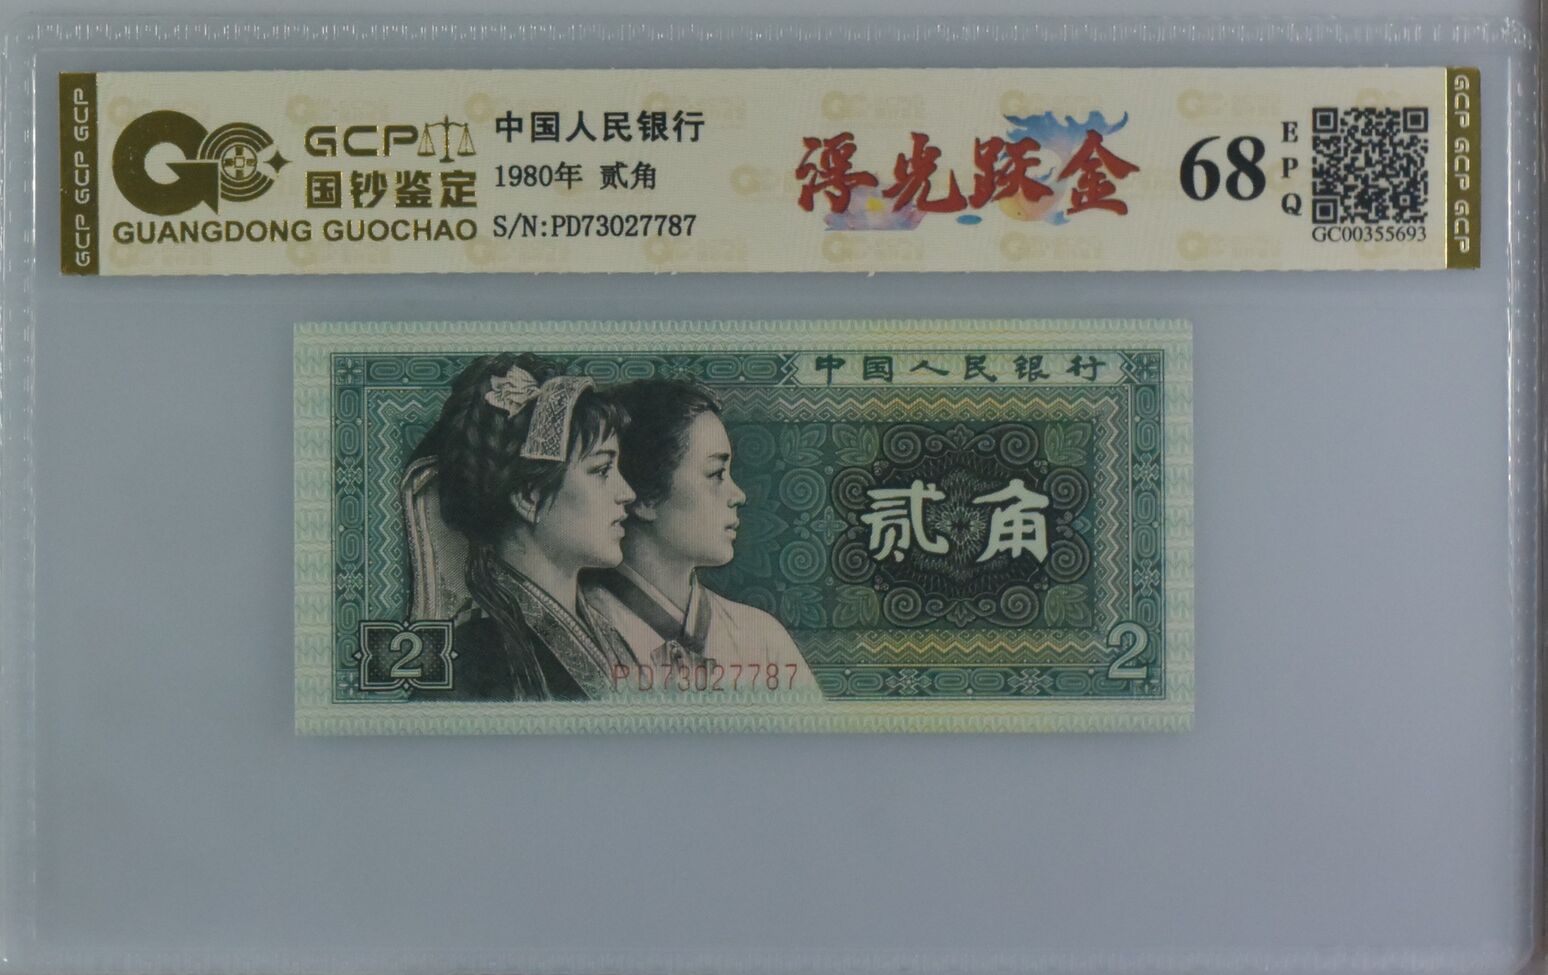 GCP GCP GCP
GCP
国钞鉴定
GUANGDONG GUOCHAO
中国人民银行
1980年 贰角
S/N:PD73027787
浮光跃金
68
EPQ
GC00355693
GCP GCP GCP
中国人民银行
贰角
2
2
PD73027787